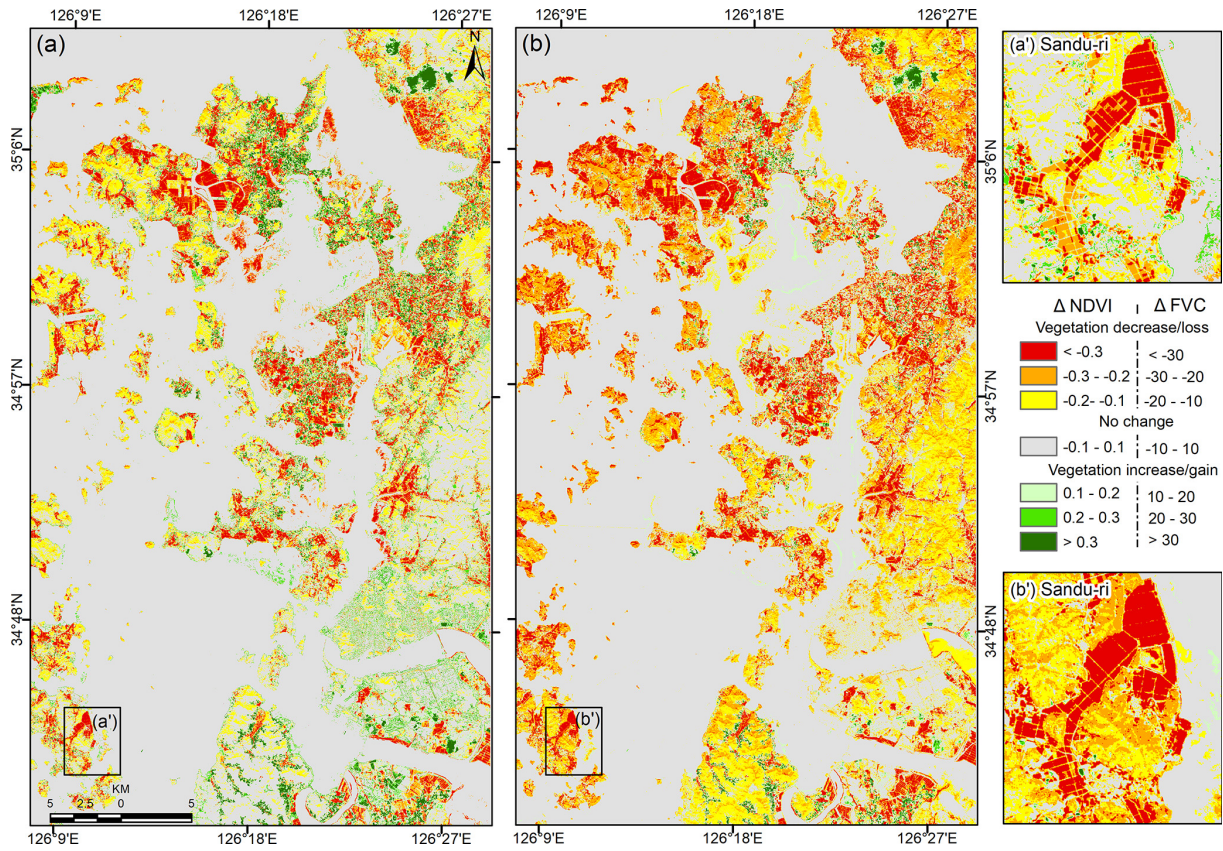 126°9'E 126°18'E 126°27'E 126°9'E 126°18'E 126°27'E
(a) N (b) (a') Sandu-ri
35°6'N 35°6'N
Δ NDVI Δ FVC
Vegetation decrease/loss
< -0.3 < -30
-0.3 - -0.2 -30 - -20
-0.2 - -0.1 -20 - -10
No change
-0.1 - 0.1 -10 - 10
Vegetation increase/gain
0.1 - 0.2 10 - 20
0.2 - 0.3 20 - 30
> 0.3 > 30
34°57'N 34°57'N
(b') Sandu-ri
34°48'N 34°48'N
(a') (b')
KM
5 2.5 0 5
126°9'E 126°18'E 126°27'E 126°9'E 126°18'E 126°27'E